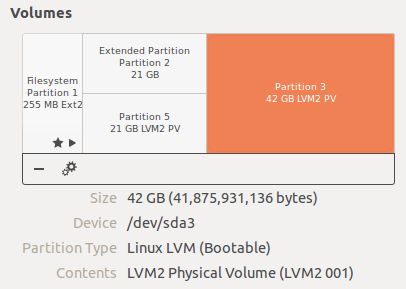 Volumes
Filesystem
Partition 1
255 MB Ext2
Extended Partition
Partition 2
21 GB
Partition 5
21 GB LVM2 PV
Partition 3
42 GB LVM2 PV
Size 42 GB (41,875,931,136 bytes)
Device /dev/sda3
Partition Type Linux LVM (Bootable)
Contents LVM2 Physical Volume (LVM2 001)